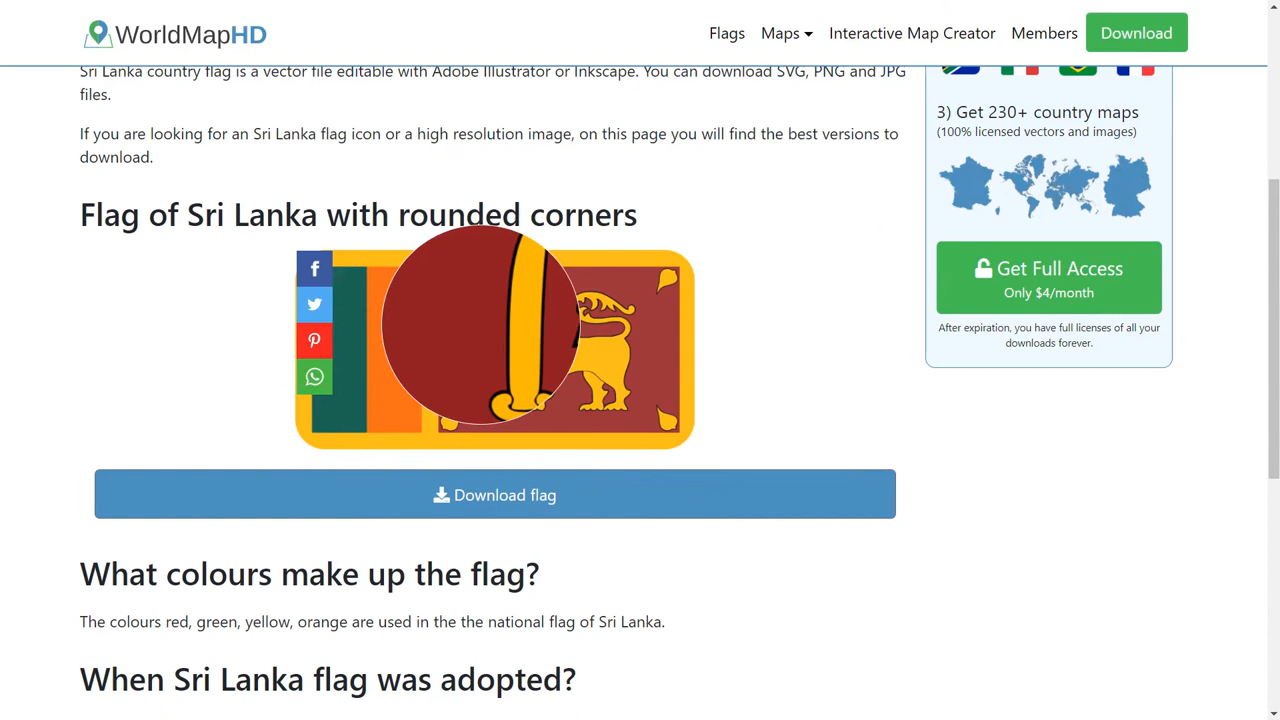 WorldMapHD
Flags Maps Interactive Map Creator Members Download
Sri Lanka country flag is a vector file editable with Adobe Illustrator or Inkscape. You can download SVG, PNG and JPG
files.
If you are looking for an Sri Lanka flag icon or a high resolution image, on this page you will find the best versions to
download.
Flag of Sri Lanka with rounded corners
Download flag
What colours make up the flag?
The colours red, green, yellow, orange are used in the the national flag of Sri Lanka.
When Sri Lanka flag was adopted?
3) Get 230+ country maps
(100% licensed vectors and images)
Get Full Access
Only $4/month
After expiration, you have full licenses of all your
downloads forever.